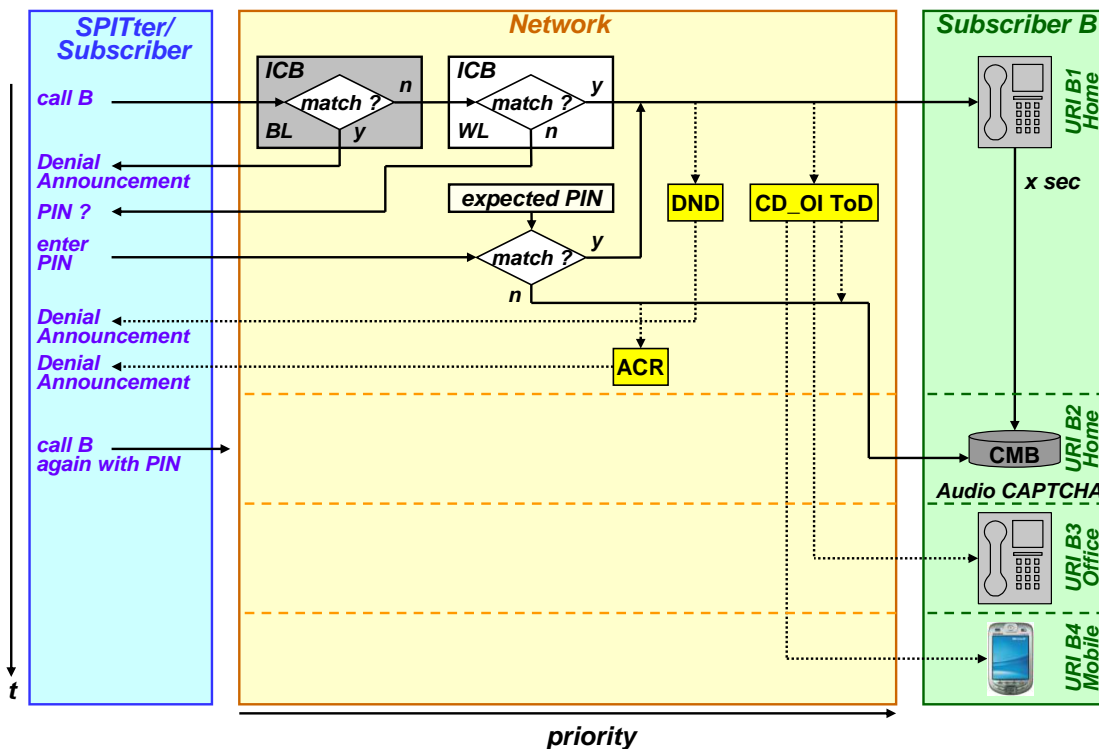 SPITter/
Subscriber
Network
Subscriber B
ICB
match ?
n
BL
y
ICB
match ?
y
WL
n
call B
URI B1
Home
Denial
Announcement
x sec
PIN ?
expected PIN
DND
CD_OI ToD
enter
PIN
match ?
y
n
Denial
Announcement
Denial
Announcement
ACR
call B
again with PIN
CMB
URI B2
Home
Audio CAPTCHA
URI B3
Office
URI B4
Mobile
t
priority